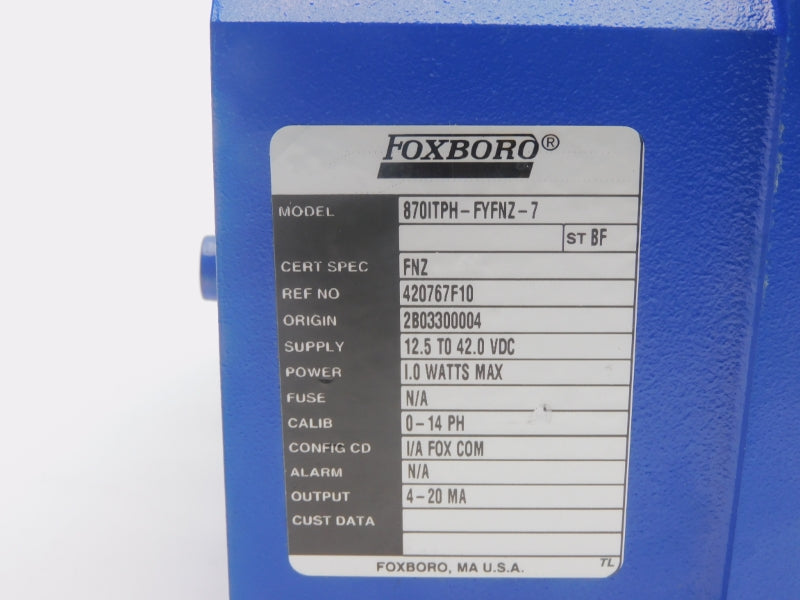 FOXBORO®
MODEL 870ITPH-FYFNZ-7
ST BF
CERT SPEC FNZ
REF NO 420767F10
ORIGIN 2B03300004
SUPPLY 12.5 TO 42.0 VDC
POWER 1.0 WATTS MAX
FUSE N/A
CALIB 0-14 PH
CONFIG CD I/A FOX COM
ALARM N/A
OUTPUT 4-20 MA
CUST DATA
FOXBORO, MA U.S.A. TL